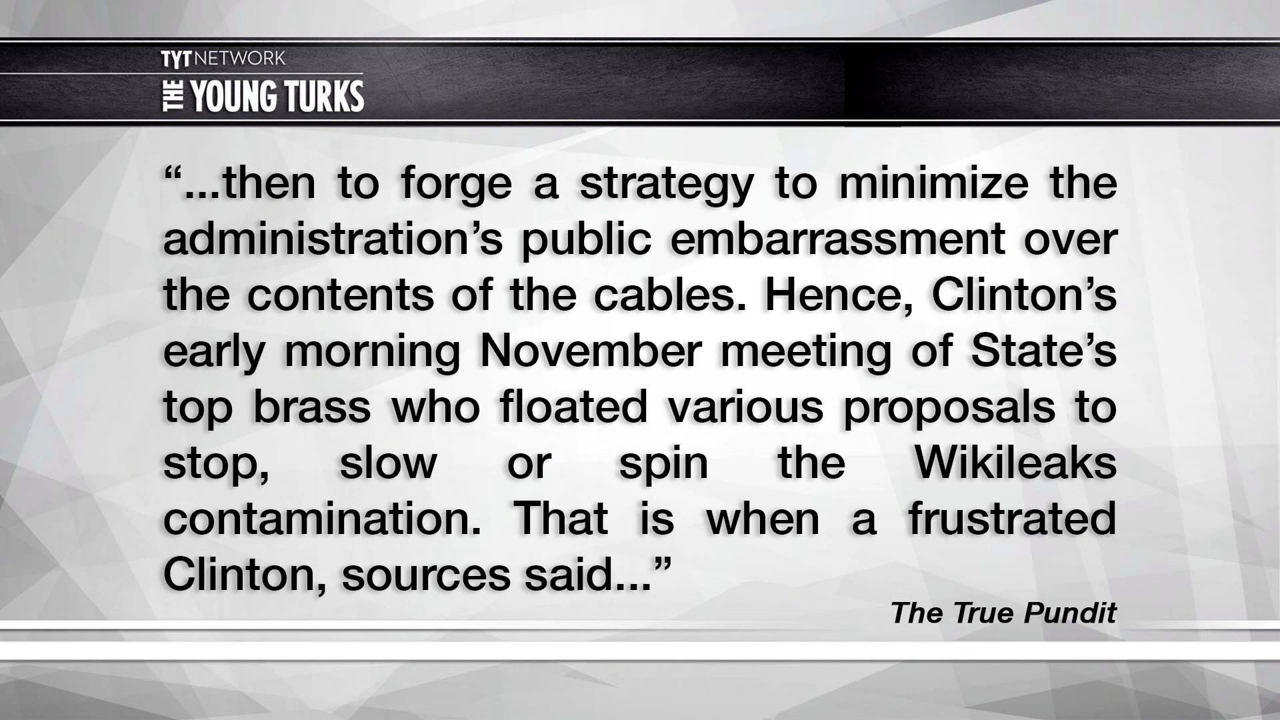 TYT NETWORK
THE YOUNG TURKS
“...then to forge a strategy to minimize the
administration’s public embarrassment over
the contents of the cables. Hence, Clinton’s
early morning November meeting of State’s
top brass who floated various proposals to
stop, slow or spin the Wikileaks
contamination. That is when a frustrated
Clinton, sources said...”
The True Pundit